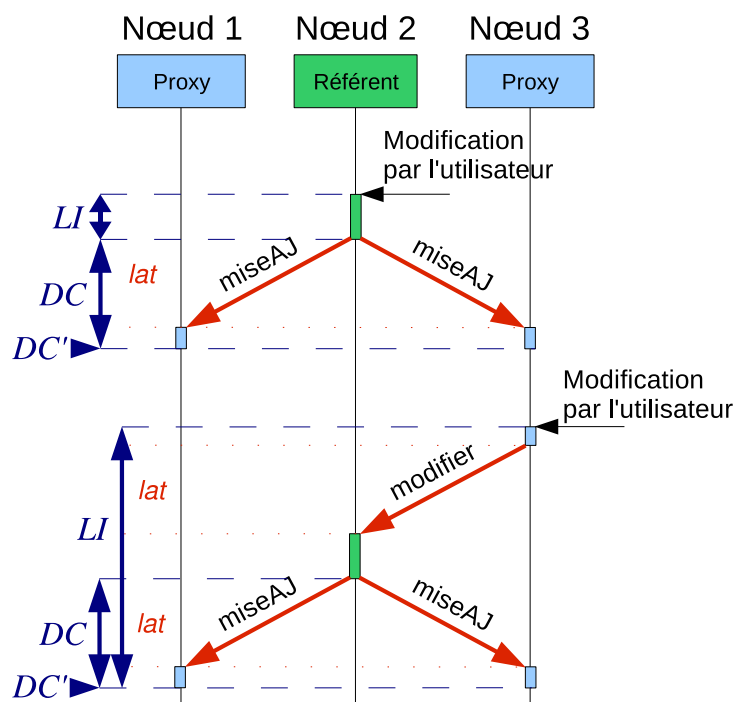 Nœud 1
Nœud 2
Nœud 3
Proxy
Référent
Proxy
Modification
par l'utilisateur
LI
miseAJ
miseAJ
lat
DC
DC'
Modification
par l'utilisateur
modifier
lat
LI
miseAJ
miseAJ
lat
DC
DC'